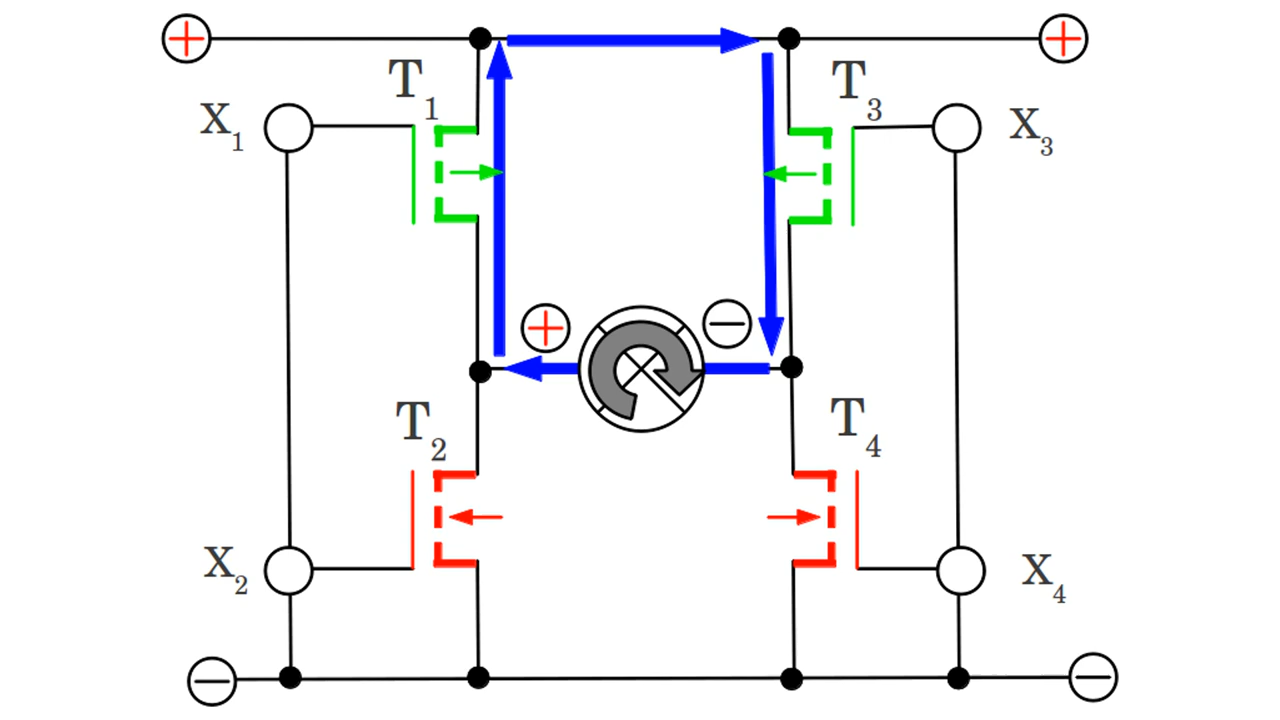 + +
T1 T3
X1 X3
+ −
T2 T4
X2 X4
− −